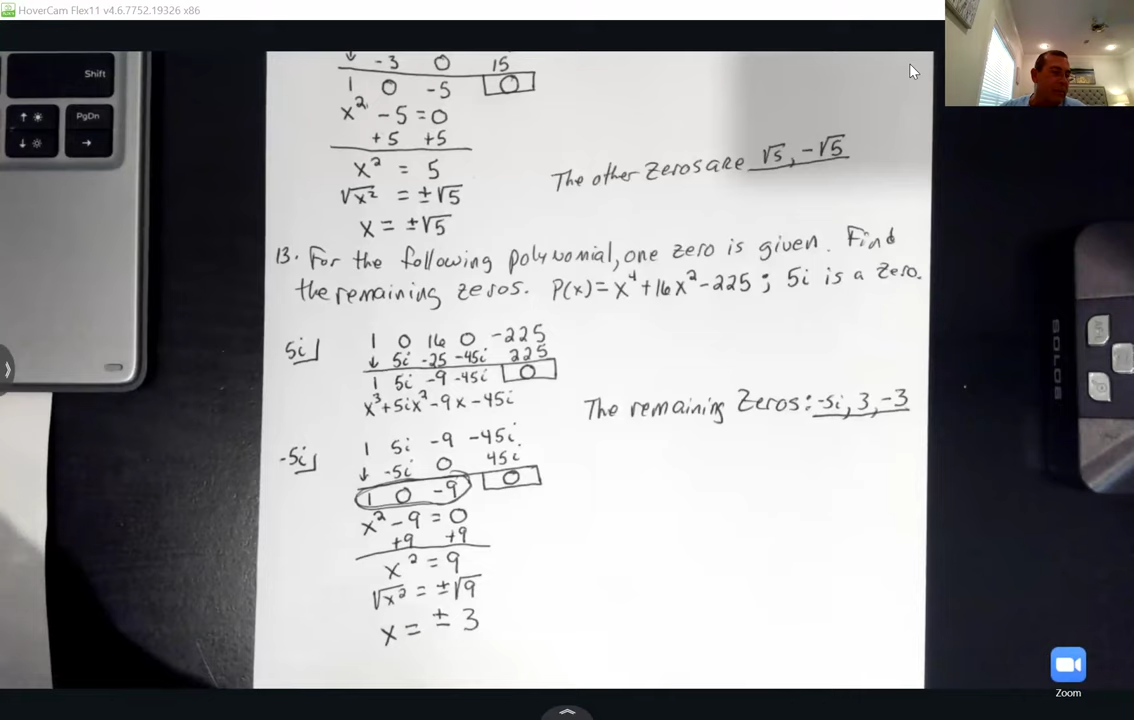 HoverCam Flex11 v4.6.7752.19326 x86
Shift
PgDn
↓ -3 0 15
1 0 -5 0
x² - 5 = 0
+5 +5
x² = 5
√x² = ±√5
x = ±√5
The other zeros are √5, -√5
13. For the following polynomial, one zero is given. Find
the remaining zeros. P(x) = x⁴ + 16x² - 225 ; 5i is a zero.
5i 1 0 16 0 -225
↓ 5i -25 -45i 225
1 5i -9 -45i 0
x³ + 5ix² - 9x - 45i
The remaining zeros: -5i, 3, -3
-5i 1 5i -9 -45i
↓ -5i 0 45i
1 0 -9 0
x² - 9 = 0
+9 +9
x² = 9
√x² = ±√9
x = ± 3
BOLOS
Zoom